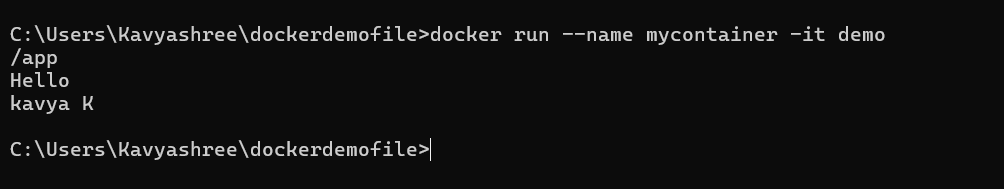 C:\Users\Kavyashree\dockerdemofile>docker run --name mycontainer -it demo
/app
Hello
kavya K
C:\Users\Kavyashree\dockerdemofile>